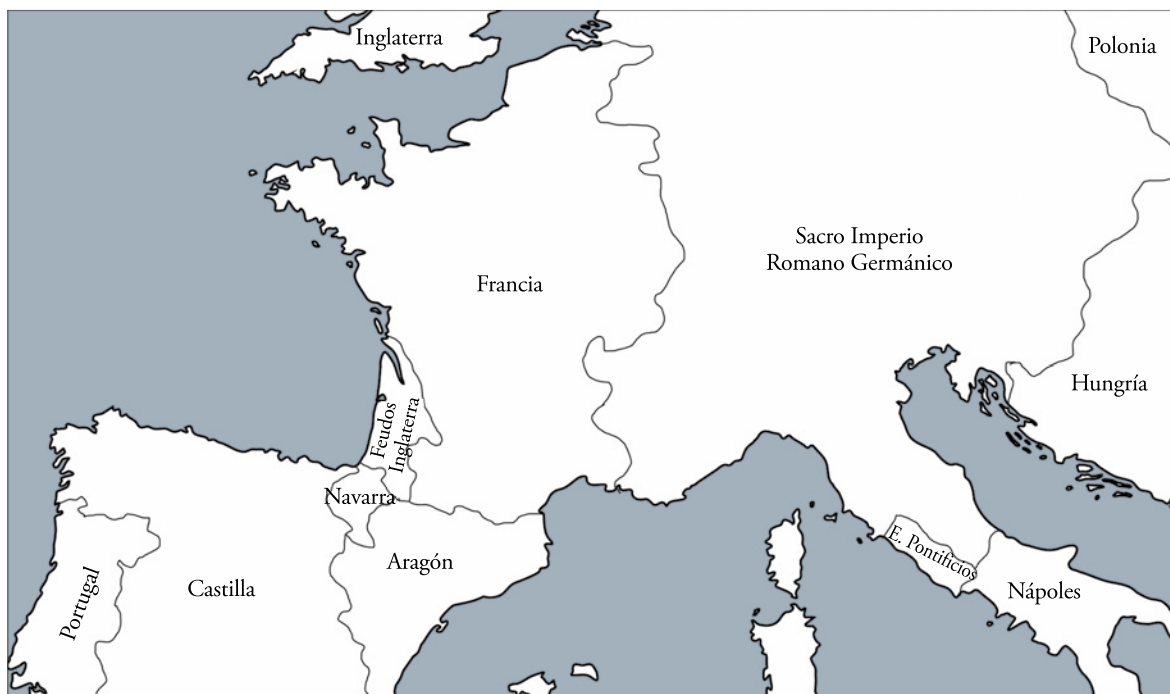 Inglaterra
Polonia
Sacro Imperio
Romano Germánico
Francia
Hungría
Feudos
Inglaterra
Navarra
E. Pontificios
Aragón
Castilla
Portugal
Nápoles